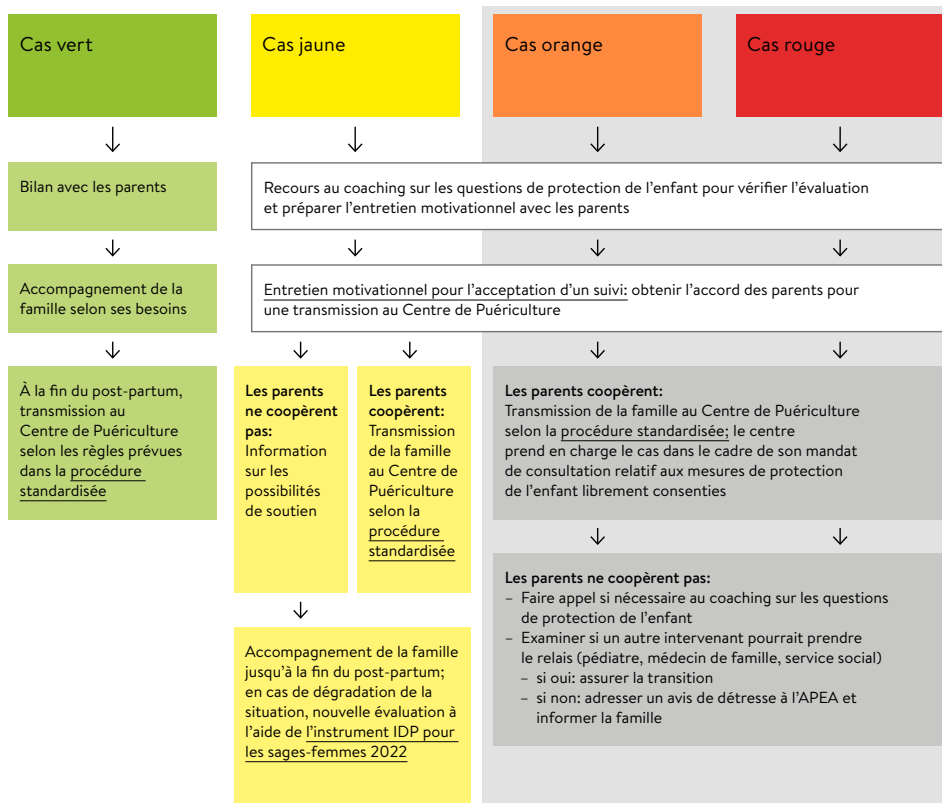 Cas vert
Cas jaune
Cas orange
Cas rouge
Bilan avec les parents
Recours au coaching sur les questions de protection de l’enfant pour vérifier l’évaluation
et préparer l’entretien motivationnel avec les parents
Accompagnement de la
famille selon ses besoins
Entretien motivationnel pour l’acceptation d’un suivi: obtenir l’accord des parents pour
une transmission au Centre de Puériculture
À la fin du post-partum,
transmission au
Centre de Puériculture
selon les règles prévues
dans la procédure
standardisée
Les parents
ne coopèrent
pas:
Information
sur les
possibilités
de soutien
Les parents
coopèrent:
Transmission
de la famille
au Centre de
Puériculture
selon la
procédure
standardisée
Les parents coopèrent:
Transmission de la famille au Centre de Puériculture
selon la procédure standardisée; le centre
prend en charge le cas dans le cadre de son mandat
de consultation relatif aux mesures de protection
de l’enfant librement consenties
Accompagnement de la famille
jusqu’à la fin du post-partum;
en cas de dégradation de la
situation, nouvelle évaluation à
l’aide de l’instrument IDP pour
les sages-femmes 2022
Les parents ne coopèrent pas:
– Faire appel si nécessaire au coaching sur les questions
de protection de l’enfant
– Examiner si un autre intervenant pourrait prendre
le relais (pédiatre, médecin de famille, service social)
– si oui: assurer la transition
– si non: adresser un avis de détresse à l’APEA et
informer la famille